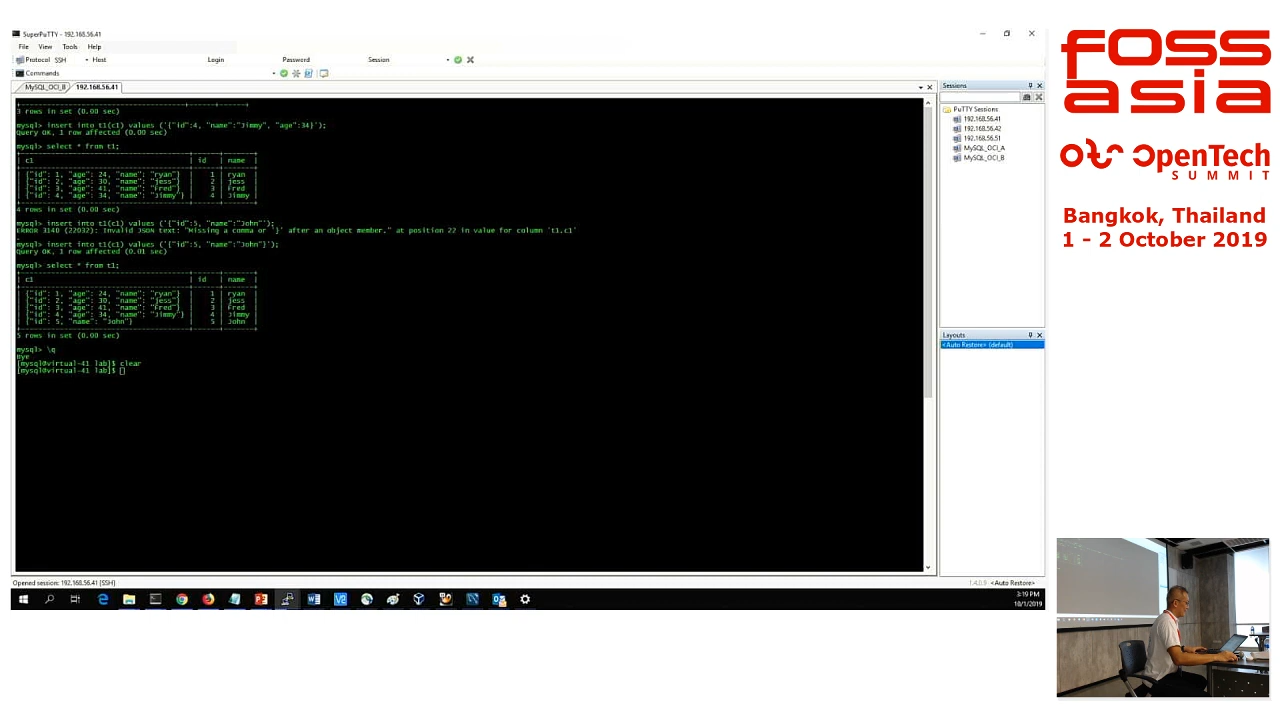 SuperPuTTY - 192.168.56.41
File View Tools Help
Protocol SSH Host Login Password Session
Commands
MySQL_OCI_B 192.168.56.41
3 rows in set (0.00 sec)
mysql> insert into t1(c1) values ('{"id":4, "name":"Jimmy", "age":34}');
Query OK, 1 row affected (0.00 sec)
mysql> select * from t1;
| c1 | id | name |
| {"id": 1, "age": 24, "name": "ryan"} | 1 | ryan |
| {"id": 2, "age": 30, "name": "jess"} | 2 | jess |
| {"id": 3, "age": 41, "name": "Fred"} | 3 | Fred |
| {"id": 4, "age": 34, "name": "Jimmy"} | 4 | Jimmy |
4 rows in set (0.00 sec)
mysql> insert into t1(c1) values ('{"id":5, "name":"John"');
ERROR 3140 (22032): Invalid JSON text: "Missing a comma or '}' after an object member." at position 22 in value for column 't1.c1'
.
mysql> insert into t1(c1) values ('{"id":5, "name":"John"}');
Query OK, 1 row affected (0.01 sec)
mysql> select * from t1;
| c1 | id | name |
| {"id": 1, "age": 24, "name": "ryan"} | 1 | ryan |
| {"id": 2, "age": 30, "name": "jess"} | 2 | jess |
| {"id": 3, "age": 41, "name": "Fred"} | 3 | Fred |
| {"id": 4, "age": 34, "name": "Jimmy"} | 4 | Jimmy |
| {"id": 5, "name": "John"} | 5 | John |
5 rows in set (0.00 sec)
mysql> \q
Bye
[mysql@virtual-41 lab]$ clear
[mysql@virtual-41 lab]$
Sessions
PuTTY Sessions
192.168.56.41
192.168.56.42
192.168.56.51
MySQL_OCI_A
MySQL_OCI_B
Layouts
<Auto Restore> (default)
Opened session: 192.168.56.41 [SSH]
1.4.0.9 <Auto Restore>
3:19 PM
10/1/2019
FOSS
asia
OpenTech
SUMMIT
Bangkok, Thailand
1 - 2 October 2019